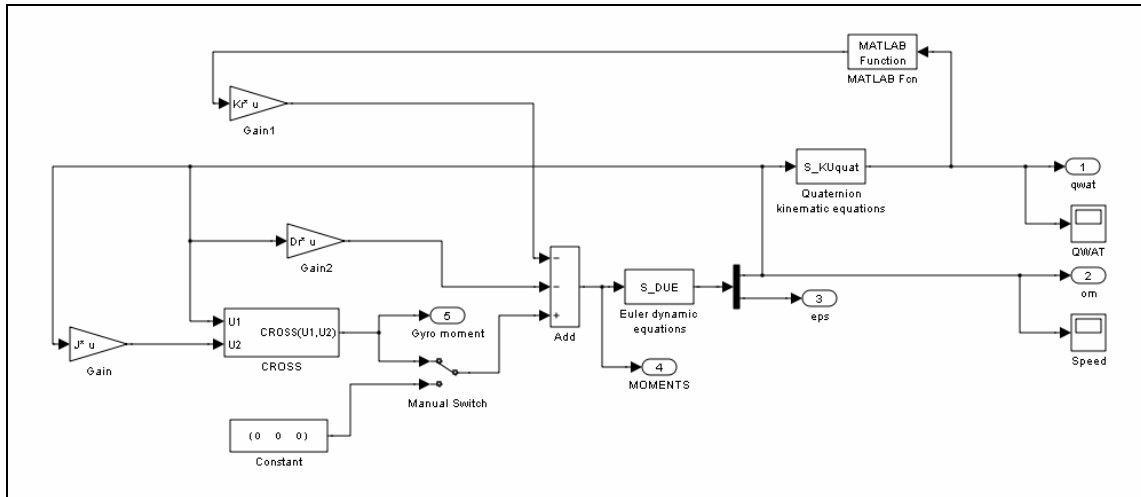 MATLAB
Function
MATLAB Fcn
Kr* u
Gain1
S_KUquat
Quaternion
kinematic equations
1
qwat
QWAT
Dr* u
Gain2
S_DUE
Euler dynamic
equations
Add
2
om
3
eps
Speed
U1
U2
CROSS(U1,U2)
CROSS
5
Gyro moment
J* u
Gain
Manual Switch
4
MOMENTS
(0 0 0)
Constant